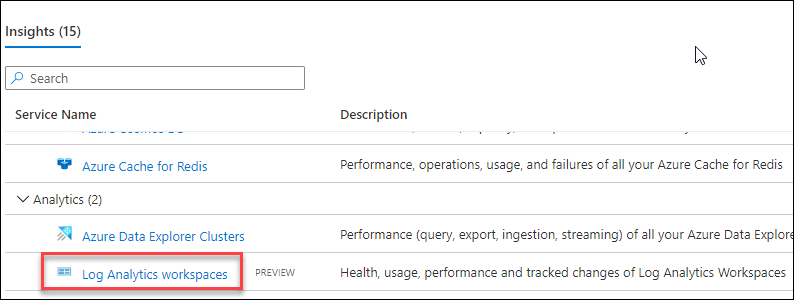 Insights (15)
Search
Service Name Description
Azure Cache for Redis Performance, operations, usage, and failures of all your Azure Cache for Redis
Analytics (2)
Azure Data Explorer Clusters Performance (query, export, ingestion, streaming) of all your Azure Data Explore
Log Analytics workspaces PREVIEW Health, usage, performance and tracked changes of Log Analytics Workspaces